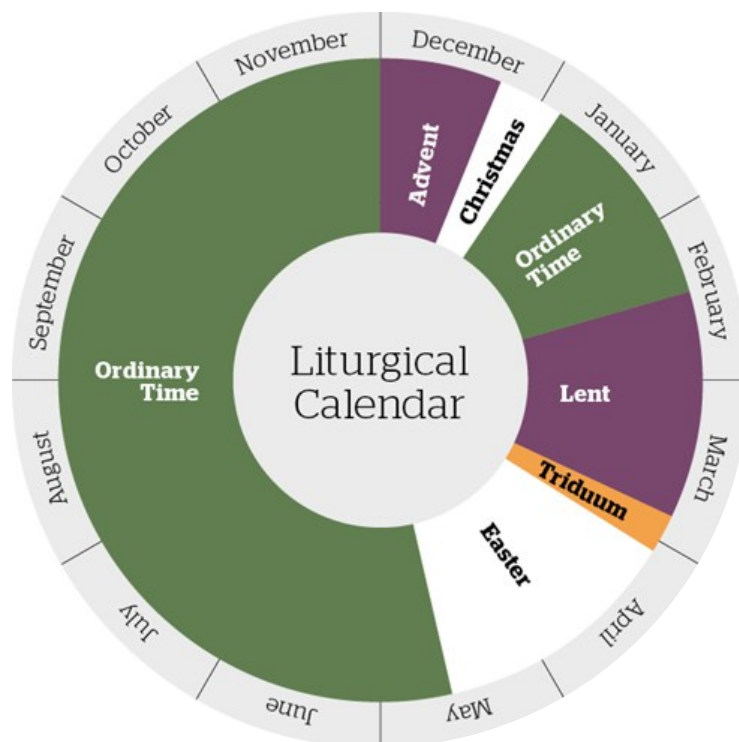 November
December
January
February
March
April
May
June
July
August
September
October
Advent
Christmas
Ordinary
Time
Lent
Triduum
Easter
Ordinary
Time
Liturgical
Calendar